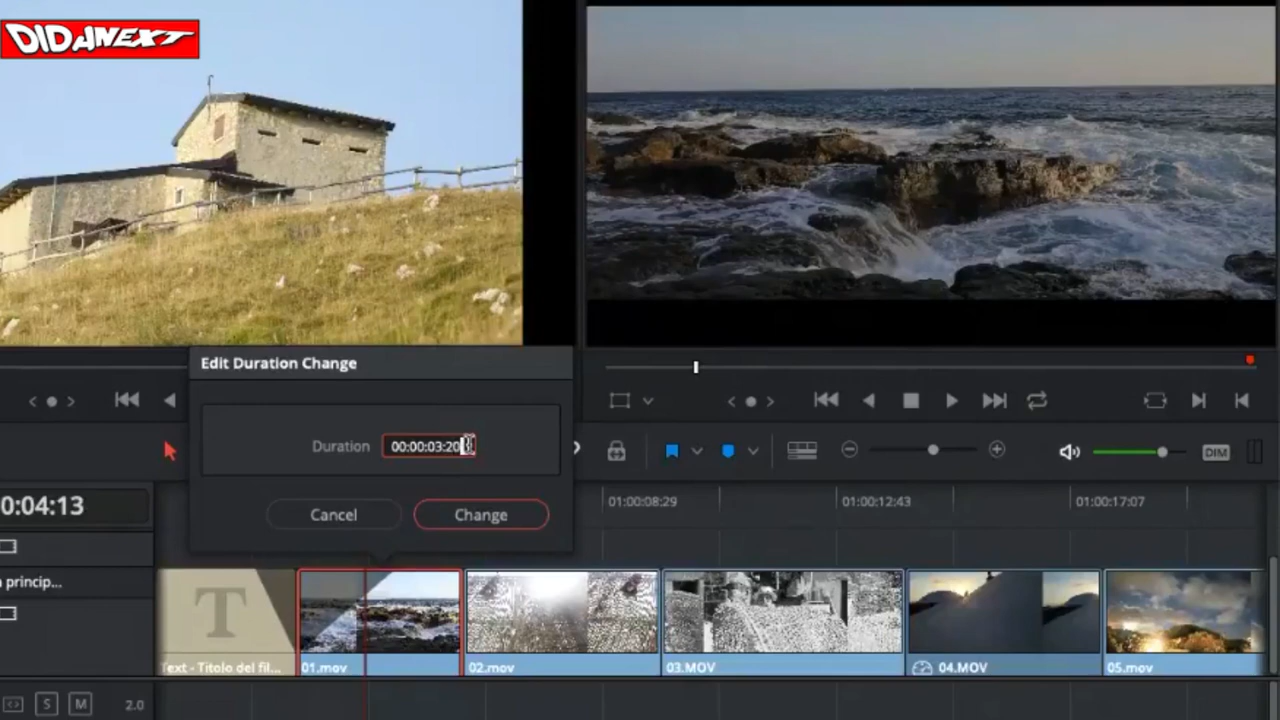 DIDANEXT
Edit Duration Change
Duration 00:00:03:20
Cancel Change
DIM
0:04:13
01:00:08:29 01:00:12:43 01:00:17:07
princip...
T
Text - Titolo del fil... 01.mov 02.mov 03.MOV 04.MOV 05.mov
S M 2.0